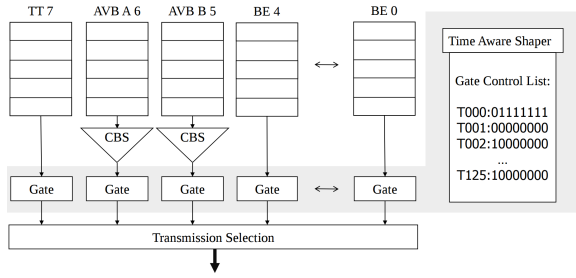 TT 7 AVB A 6 AVB B 5 BE 4 BE 0
Time Aware Shaper
Gate Control List:
T000:01111111
T001:00000000
T002:10000000
...
T125:10000000
CBS CBS
Gate Gate Gate Gate Gate
Transmission Selection